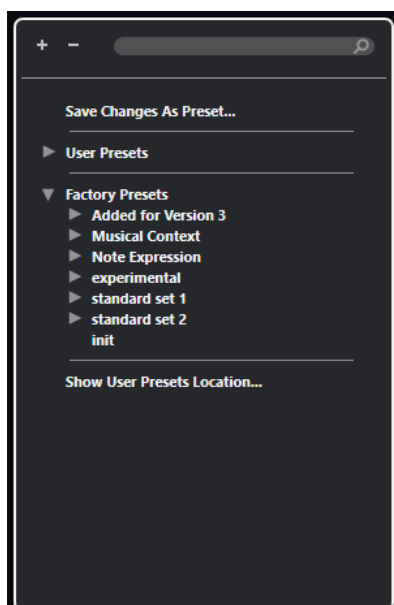 Save Changes As Preset...
User Presets
Factory Presets
Added for Version 3
Musical Context
Note Expression
experimental
standard set 1
standard set 2
init
Show User Presets Location...